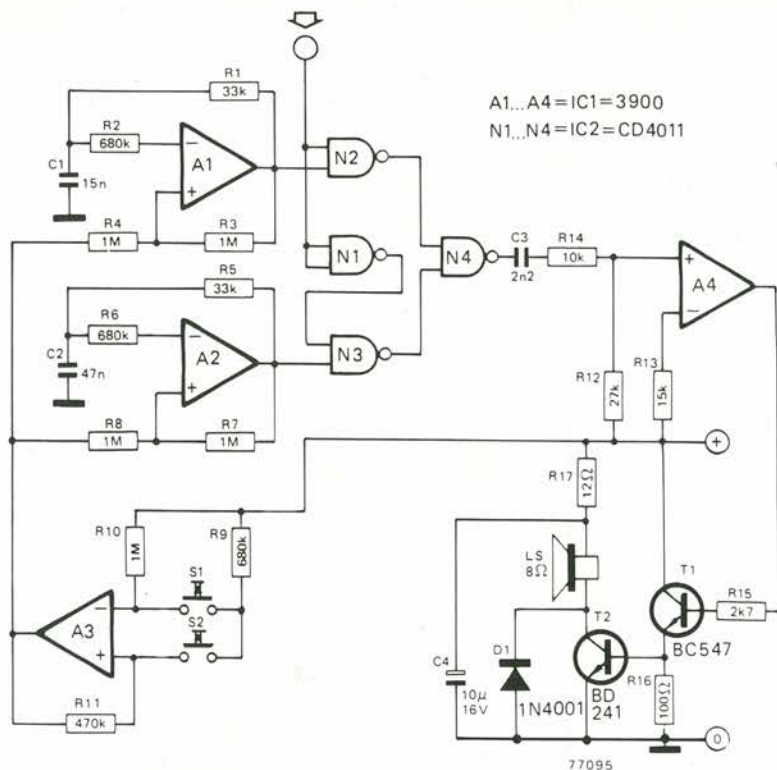 R1
33k
A1...A4=IC1=3900
N1...N4=IC2=CD4011
R2
680k
−
A1
+
N2
C1
15n
R4
1M
R3
1M
N1
N4
C3
2n2
R14
10k
+
A4
−
R5
33k
R6
680k
−
A2
+
N3
C2
47n
R12
27k
R13
15k
R8
1M
R7
1M
+
R17
12Ω
R10
1M
R9
680k
S1
LS
8Ω
T1
A3
−
+
S2
R15
2k7
T2
D1
C4
BC547
R11
470k
10µ
16V
1N4001
BD
241
R16
100Ω
0
77095